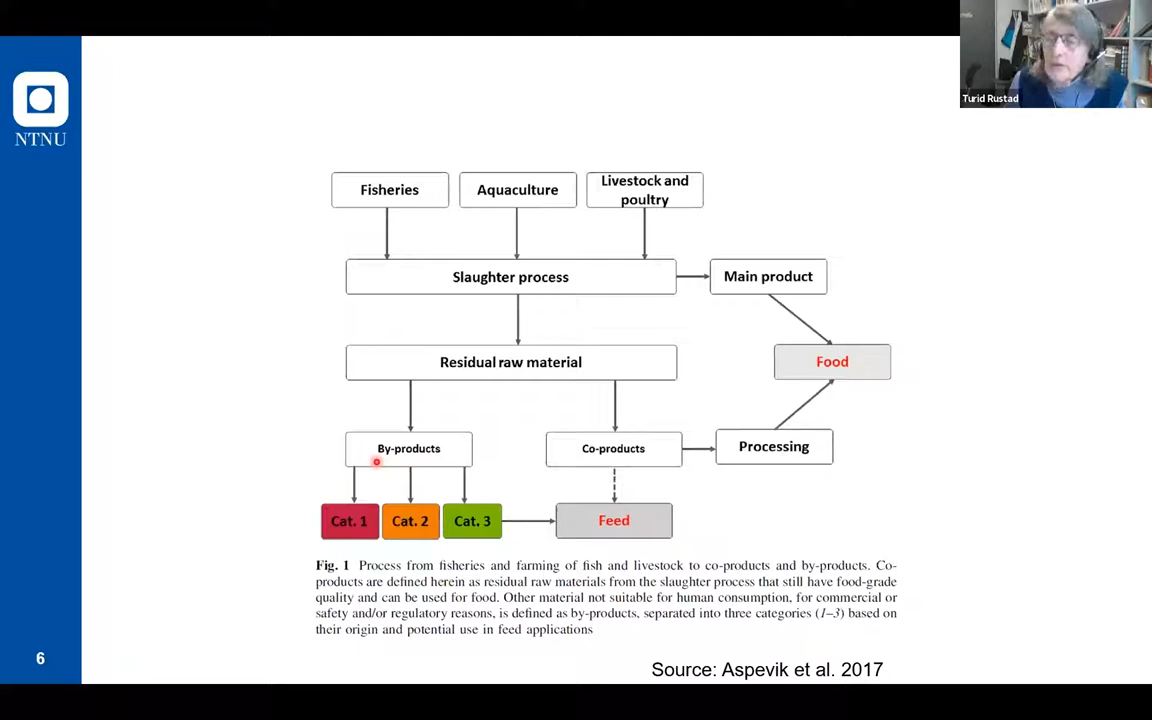 Turid Rustad
NTNU
Fisheries
Aquaculture
Livestock and
poultry
Slaughter process
Main product
Residual raw material
Food
By-products
Co-products
Processing
Cat. 1
Cat. 2
Cat. 3
Feed
Fig. 1 Process from fisheries and farming of fish and livestock to co-products and by-products. Co-
products are defined herein as residual raw materials from the slaughter process that still have food-grade
quality and can be used for food. Other material not suitable for human consumption, for commercial or
safety and/or regulatory reasons, is defined as by-products, separated into three categories (1–3) based on
their origin and potential use in feed applications
6
Source: Aspevik et al. 2017